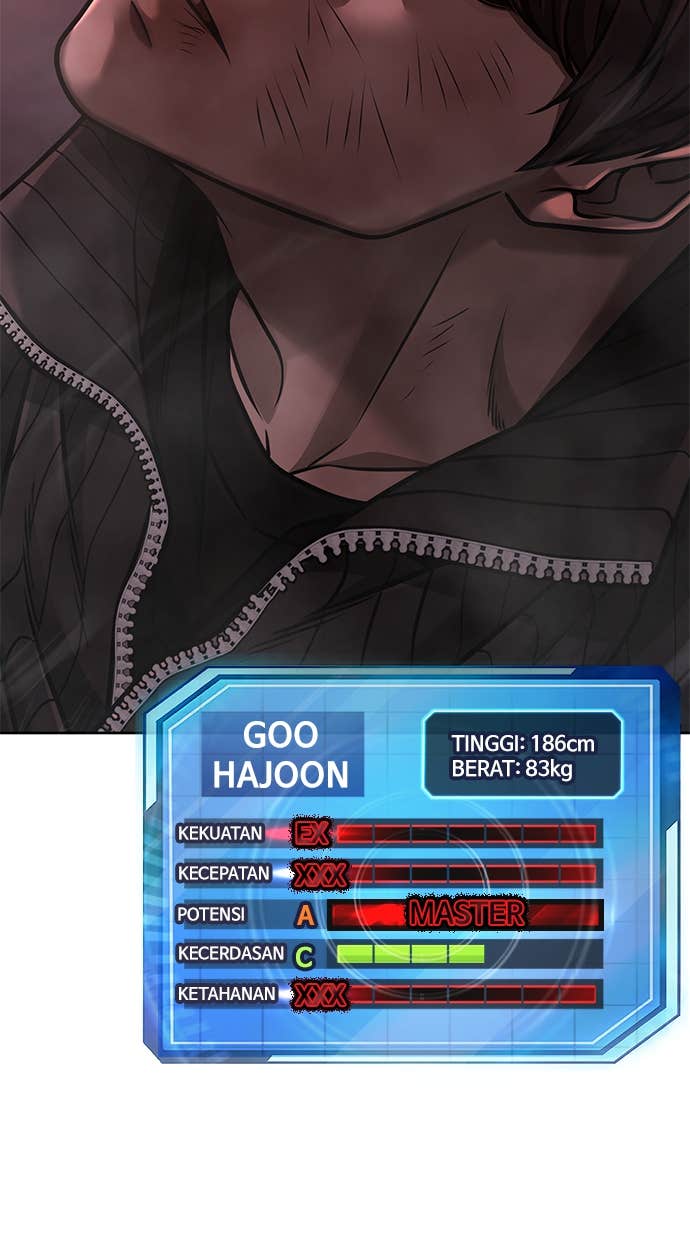 GOO
HAJOON
TINGGI: 186cm
BERAT: 83kg
KEKUATAN EX
KECEPATAN XXX
POTENSI A MASTER
KECERDASAN C
KETAHANAN XXX